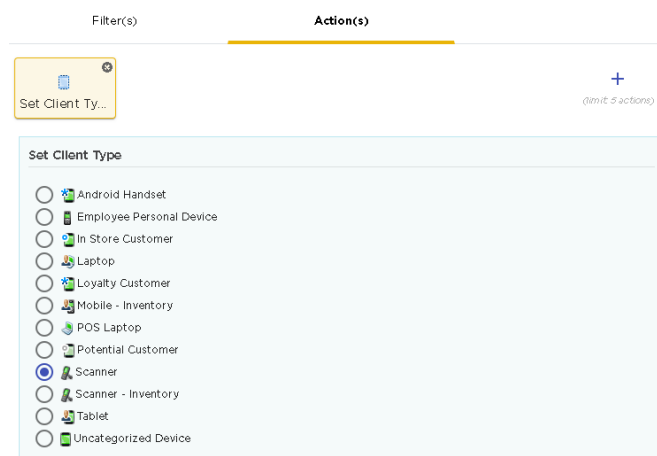 Filter(s) Action(s)
Set Client Ty...
+
(limit: 5 actions)
Set Client Type
Android Handset
Employee Personal Device
In Store Customer
Laptop
Loyalty Customer
Mobile - Inventory
POS Laptop
Potential Customer
Scanner
Scanner - Inventory
Tablet
Uncategorized Device